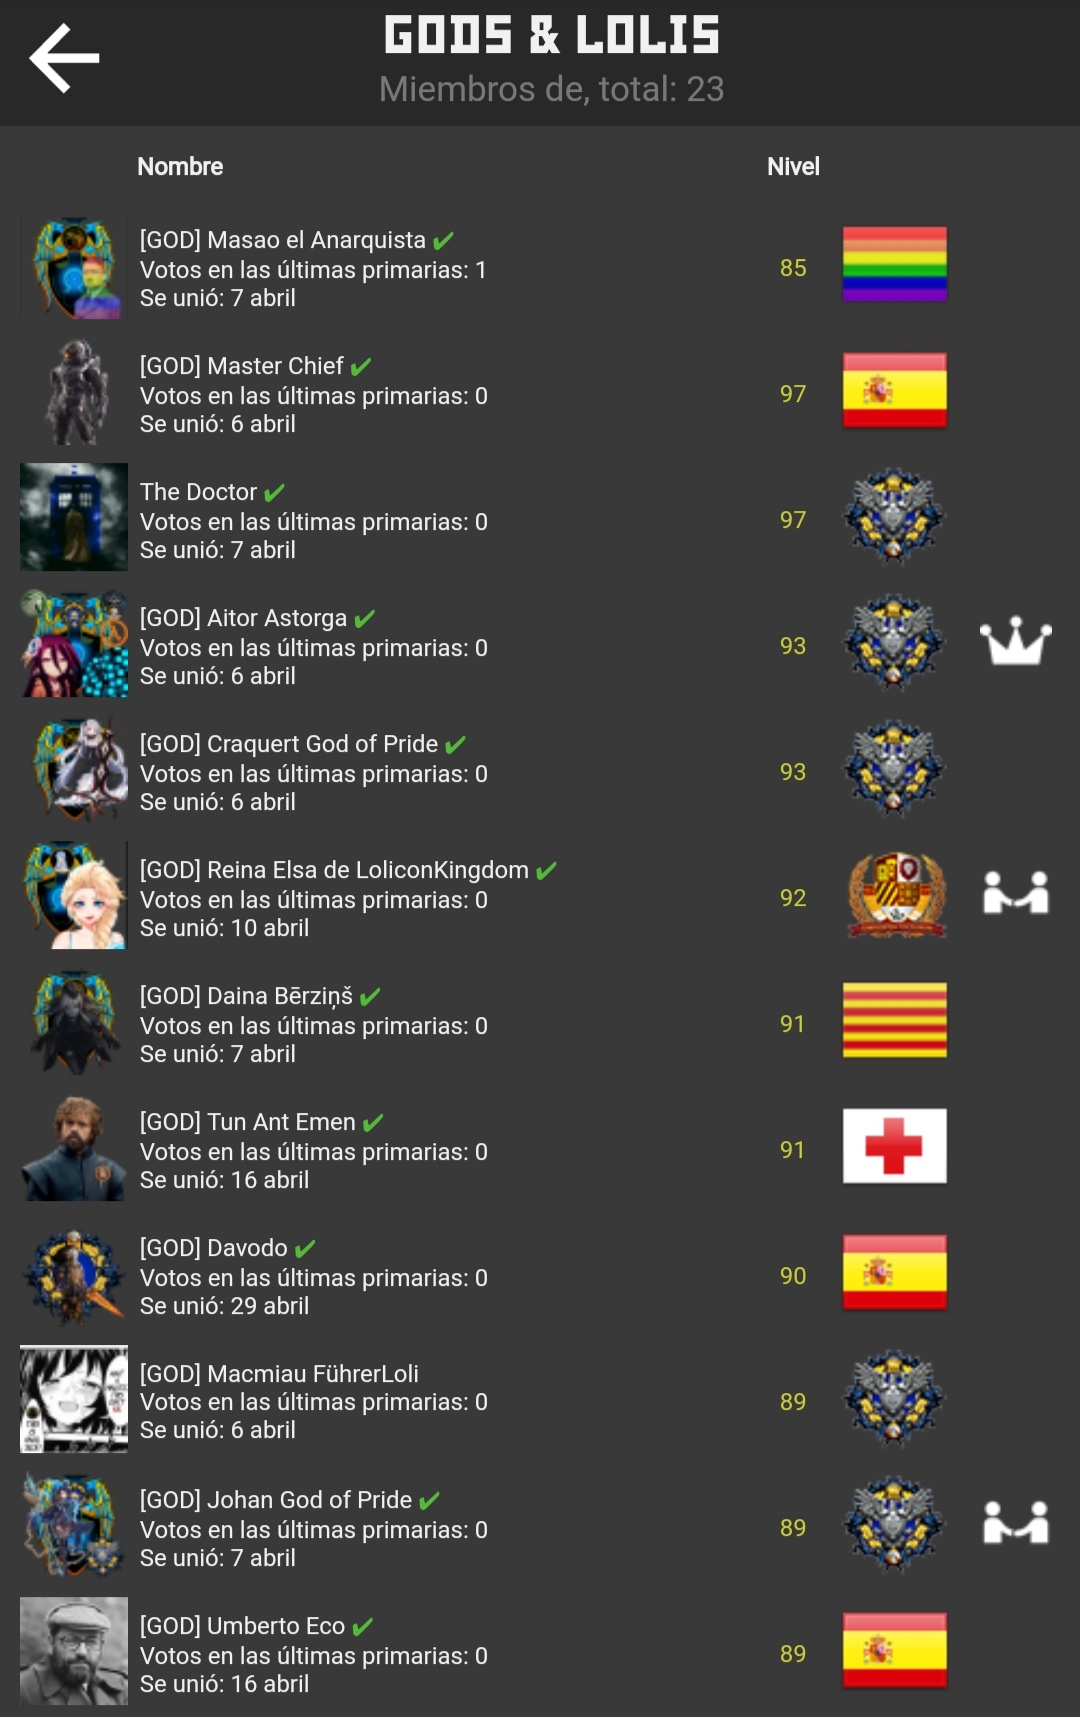 GODS & LOLIS
Miembros de, total: 23
Nombre Nivel
[GOD] Masao el Anarquista ✔
Votos en las últimas primarias: 1
85
Se unió: 7 abril
[GOD] Master Chief ✔
Votos en las últimas primarias: 0
97
Se unió: 6 abril
The Doctor ✔
Votos en las últimas primarias: 0
97
Se unió: 7 abril
[GOD] Aitor Astorga ✔
Votos en las últimas primarias: 0
93
Se unió: 6 abril
[GOD] Craquert God of Pride ✔
Votos en las últimas primarias: 0
93
Se unió: 6 abril
[GOD] Reina Elsa de LoliconKingdom ✔
Votos en las últimas primarias: 0
92
Se unió: 10 abril
[GOD] Daina Bērziņš ✔
Votos en las últimas primarias: 0
91
Se unió: 7 abril
[GOD] Tun Ant Emen ✔
Votos en las últimas primarias: 0
91
Se unió: 16 abril
[GOD] Davodo ✔
Votos en las últimas primarias: 0
90
Se unió: 29 abril
[GOD] Macmiau FührerLoli
Votos en las últimas primarias: 0
89
Se unió: 6 abril
[GOD] Johan God of Pride ✔
Votos en las últimas primarias: 0
89
Se unió: 7 abril
[GOD] Umberto Eco ✔
Votos en las últimas primarias: 0
89
Se unió: 16 abril